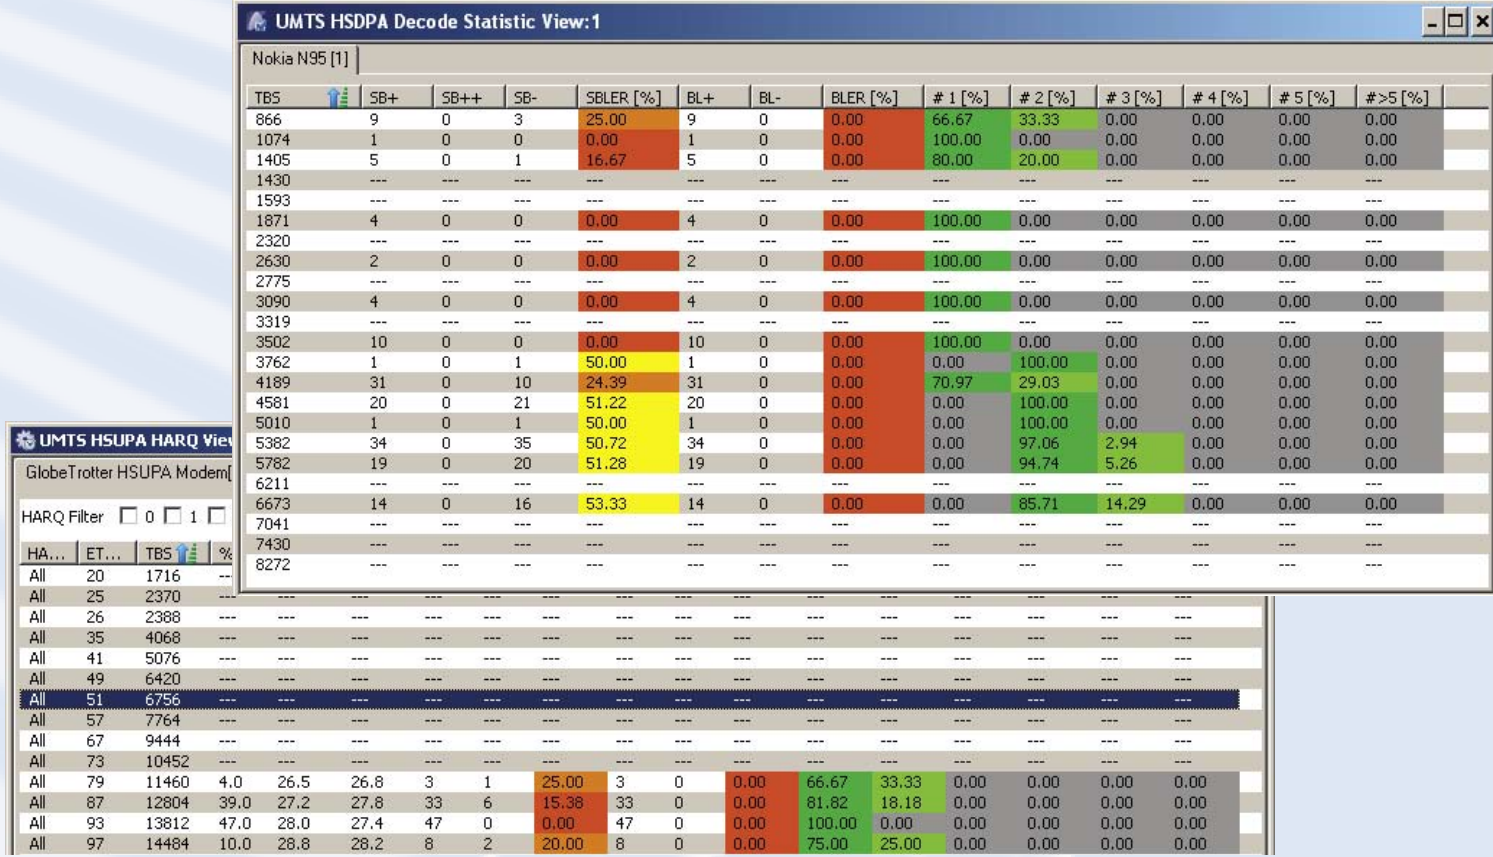 UMTS HSDPA Decode Statistic View:1
Nokia N95 [1]
TBS SB+ SB++ SB- SBLER [%] BL+ BL- BLER [%] # 1 [%] # 2 [%] # 3 [%] # 4 [%] # 5 [%] #>5 [%]
866 9 0 3 25.00 9 0 0.00 66.67 33.33 0.00 0.00 0.00 0.00
1074 1 0 0 0.00 1 0 0.00 100.00 0.00 0.00 0.00 0.00 0.00
1405 5 0 1 16.67 5 0 0.00 80.00 20.00 0.00 0.00 0.00 0.00
1430 --- --- --- --- --- --- --- --- --- --- --- --- ---
1593 --- --- --- --- --- --- --- --- --- --- --- --- ---
1871 4 0 0 0.00 4 0 0.00 100.00 0.00 0.00 0.00 0.00 0.00
2320 --- --- --- --- --- --- --- --- --- --- --- --- ---
2630 2 0 0 0.00 2 0 0.00 100.00 0.00 0.00 0.00 0.00 0.00
2775 --- --- --- --- --- --- --- --- --- --- --- --- ---
3090 4 0 0 0.00 4 0 0.00 100.00 0.00 0.00 0.00 0.00 0.00
3319 --- --- --- --- --- --- --- --- --- --- --- --- ---
3502 10 0 0 0.00 10 0 0.00 100.00 0.00 0.00 0.00 0.00 0.00
3762 1 0 1 50.00 1 0 0.00 0.00 100.00 0.00 0.00 0.00 0.00
4189 31 0 10 24.39 31 0 0.00 70.97 29.03 0.00 0.00 0.00 0.00
4581 20 0 21 51.22 20 0 0.00 0.00 100.00 0.00 0.00 0.00 0.00
5010 1 0 1 50.00 1 0 0.00 0.00 100.00 0.00 0.00 0.00 0.00
5382 34 0 35 50.72 34 0 0.00 0.00 97.06 2.94 0.00 0.00 0.00
5782 19 0 20 51.28 19 0 0.00 0.00 94.74 5.26 0.00 0.00 0.00
6211 --- --- --- --- --- --- --- --- --- --- --- --- ---
6673 14 0 16 53.33 14 0 0.00 0.00 85.71 14.29 0.00 0.00 0.00
7041 --- --- --- --- --- --- --- --- --- --- --- --- ---
7430 --- --- --- --- --- --- --- --- --- --- --- --- ---
8272 --- --- --- --- --- --- --- --- --- --- --- --- ---
UMTS HSUPA HARQ View
GlobeTrotter HSUPA Modem[
HARQ Filter 0 1
HA... ET... TBS %
All 20 1716 ---
All 25 2370 --- --- --- --- --- --- --- --- --- --- --- --- --- --- ---
All 26 2388 --- --- --- --- --- --- --- --- --- --- --- --- --- --- ---
All 35 4068 --- --- --- --- --- --- --- --- --- --- --- --- --- --- ---
All 41 5076 --- --- --- --- --- --- --- --- --- --- --- --- --- --- ---
All 49 6420 --- --- --- --- --- --- --- --- --- --- --- --- --- --- ---
All 51 6756 --- --- --- --- --- --- --- --- --- --- --- --- --- --- ---
All 57 7764 --- --- --- --- --- --- --- --- --- --- --- --- --- --- ---
All 67 9444 --- --- --- --- --- --- --- --- --- --- --- --- --- --- ---
All 73 10452 --- --- --- --- --- --- --- --- --- --- --- --- --- --- ---
All 79 11460 4.0 26.5 26.8 3 1 25.00 3 0 0.00 66.67 33.33 0.00 0.00 0.00 0.00
All 87 12804 39.0 27.2 27.8 33 6 15.38 33 0 0.00 81.82 18.18 0.00 0.00 0.00 0.00
All 93 13812 47.0 28.0 27.4 47 0 0.00 47 0 0.00 100.00 0.00 0.00 0.00 0.00 0.00
All 97 14484 10.0 28.8 28.2 8 2 20.00 8 0 0.00 75.00 25.00 0.00 0.00 0.00 0.00